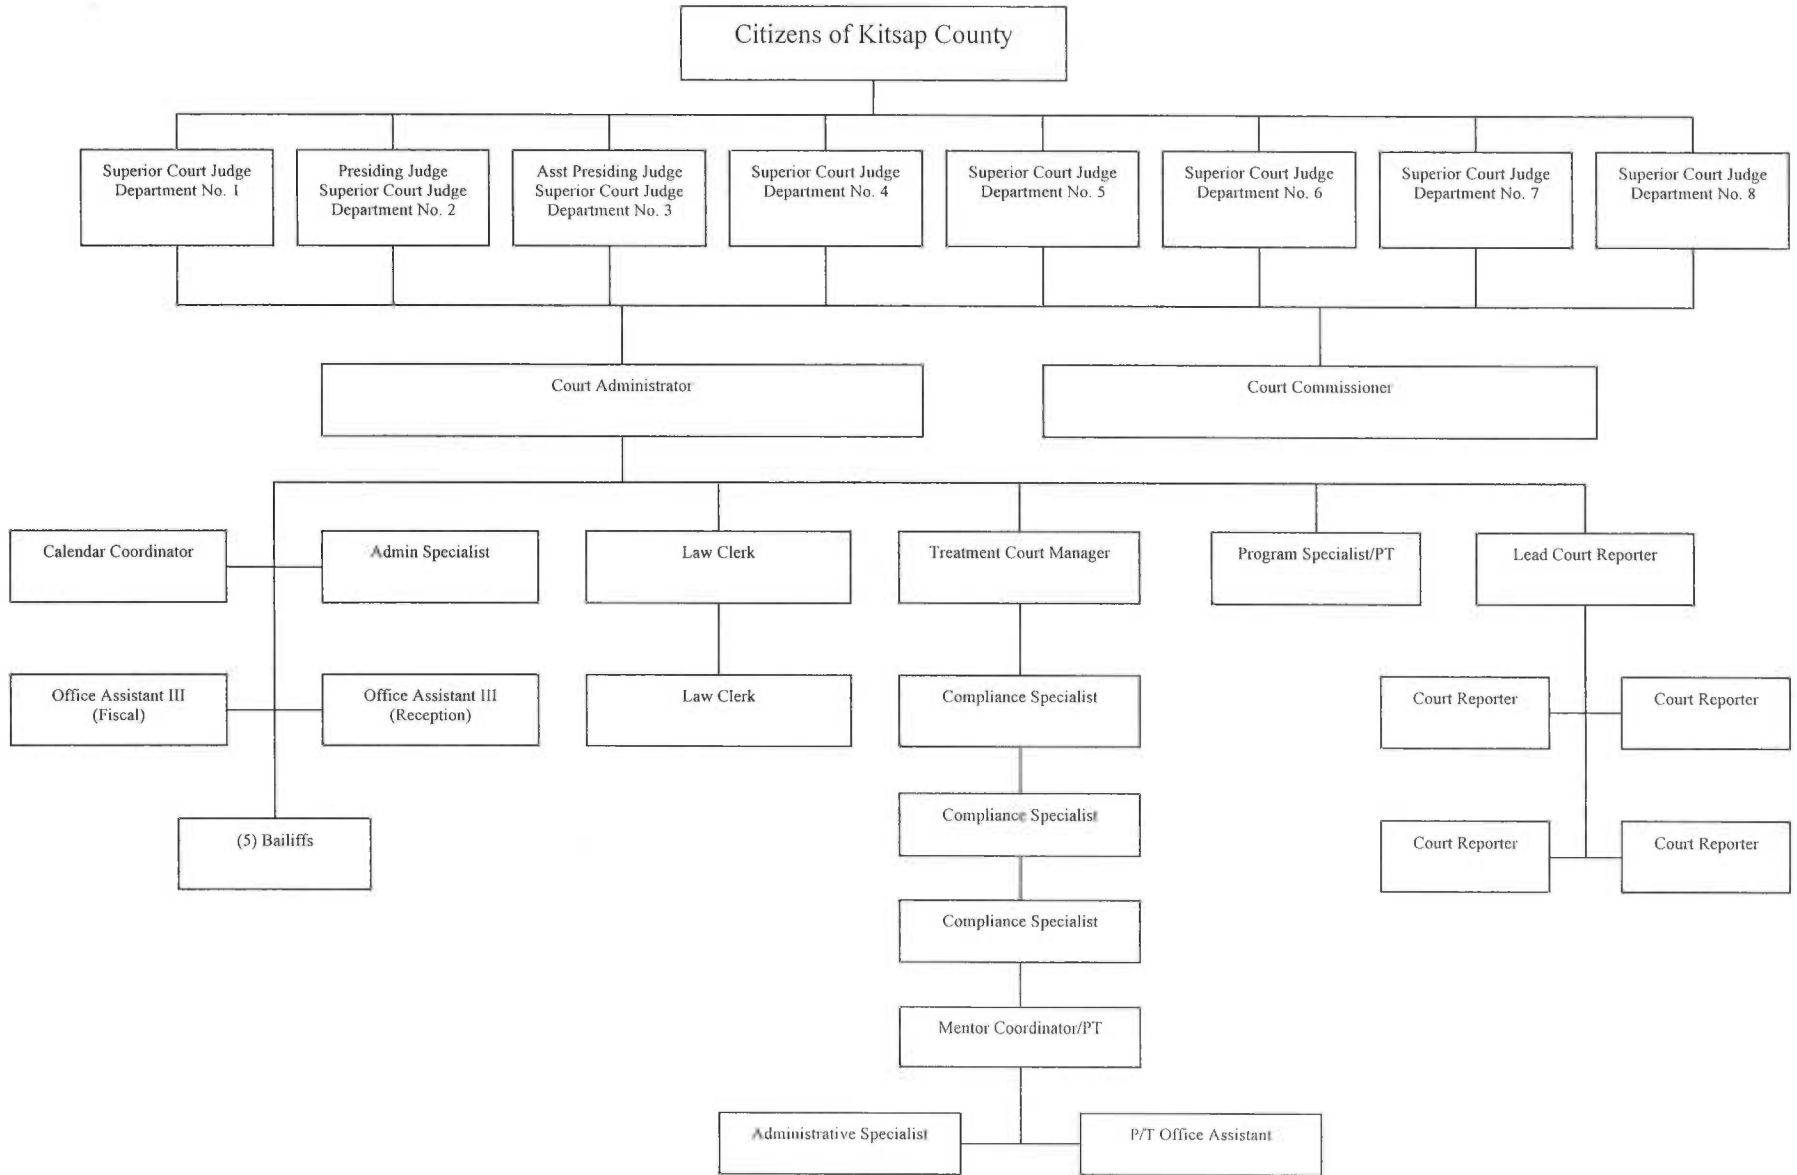 Citizens of Kitsap County
Superior Court Judge
Department No. 1
Presiding Judge
Superior Court Judge
Department No. 2
Asst Presiding Judge
Superior Court Judge
Department No. 3
Superior Court Judge
Department No. 4
Superior Court Judge
Department No. 5
Superior Court Judge
Department No. 6
Superior Court Judge
Department No. 7
Superior Court Judge
Department No. 8
Court Administrator
Court Commissioner
Calendar Coordinator
Admin Specialist
Law Clerk
Treatment Court Manager
Program Specialist/PT
Lead Court Reporter
Office Assistant III
(Fiscal)
Office Assistant III
(Reception)
Law Clerk
Compliance Specialist
Court Reporter
Court Reporter
(5) Bailiffs
Compliance Specialist
Court Reporter
Court Reporter
Compliance Specialist
Mentor Coordinator/PT
Administrative Specialist
P/T Office Assistant